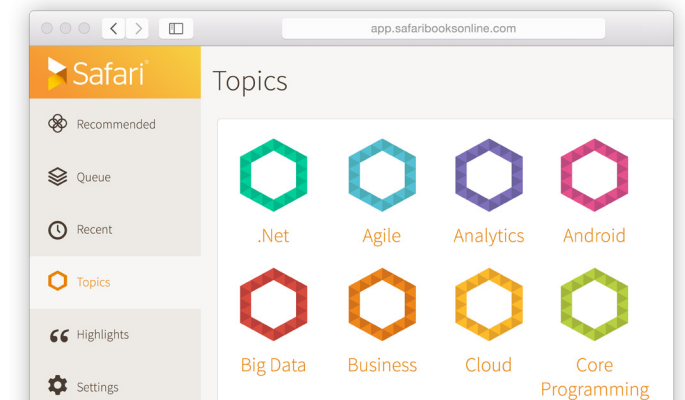 app.safaribooksonline.com
Safari®
Topics
Recommended
Queue
Recent
Topics
Highlights
Settings
.Net
Agile
Analytics
Android
Big Data
Business
Cloud
Core
Programming